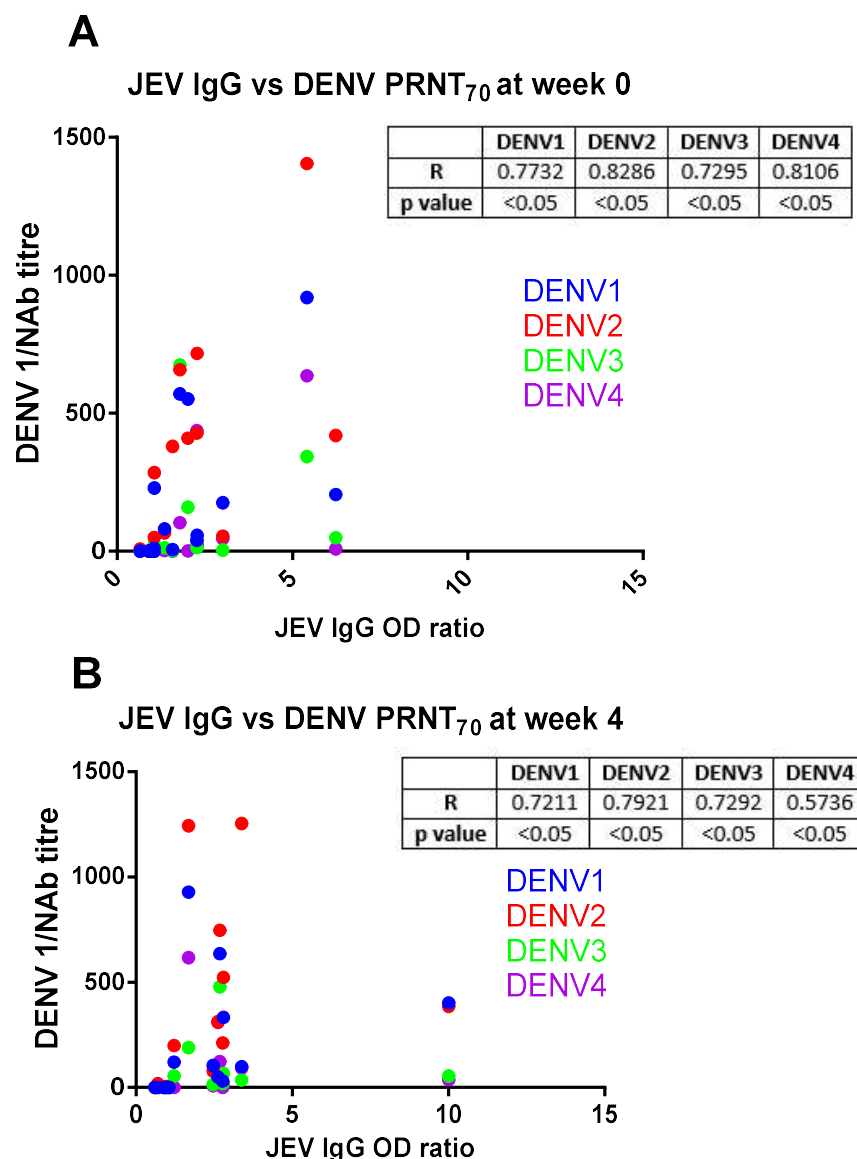 A
JEV IgG vs DENV PRNT70 at week 0
DENV1 DENV2 DENV3 DENV4
R 0.7732 0.8286 0.7295 0.8106
p value <0.05 <0.05 <0.05 <0.05
1500
1000
500
0
DENV 1/NAb titre
DENV1
DENV2
DENV3
DENV4
0 5 10 15
JEV IgG OD ratio
B
JEV IgG vs DENV PRNT70 at week 4
DENV1 DENV2 DENV3 DENV4
R 0.7211 0.7921 0.7292 0.5736
p value <0.05 <0.05 <0.05 <0.05
1500
1000
500
0
DENV 1/NAb titre
DENV1
DENV2
DENV3
DENV4
0 5 10 15
JEV IgG OD ratio